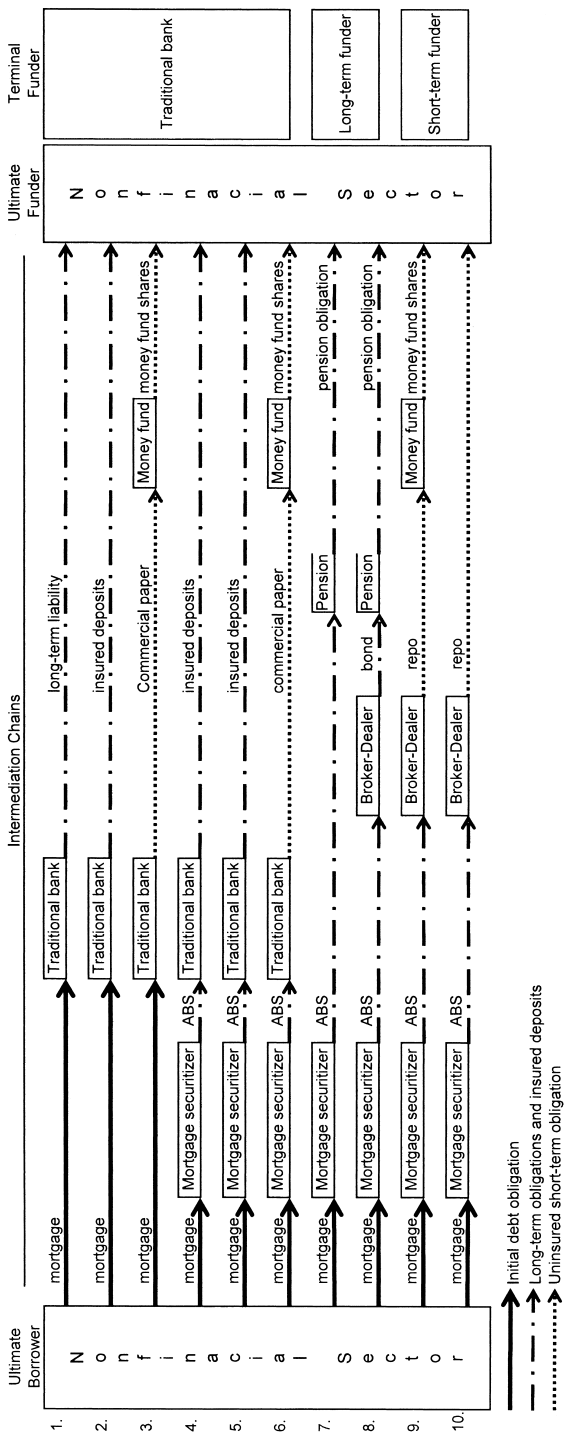 Ultimate Borrower
Intermediation Chains
Ultimate Funder
Terminal Funder
N o n f i n a c i a l S e c t o r
1. mortgage Traditional bank long-term liability
2. mortgage Traditional bank insured deposits
3. mortgage Traditional bank Commercial paper Money fund money fund shares
4. mortgage Mortgage securitizer ABS Traditional bank insured deposits
5. mortgage Mortgage securitizer ABS Traditional bank insured deposits
6. mortgage Mortgage securitizer ABS Traditional bank commercial paper Money fund money fund shares
7. mortgage Mortgage securitizer ABS Pension pension obligation
8. mortgage Mortgage securitizer ABS Broker-Dealer bond Pension pension obligation
9. mortgage Mortgage securitizer ABS Broker-Dealer repo Money fund money fund shares
10. mortgage Mortgage securitizer ABS Broker-Dealer repo
N o n f i n a c i a l S e c t o r
Traditional bank
Long-term funder
Short-term funder
Initial debt obligation
Long-term obligations and insured deposits
Uninsured short-term obligation